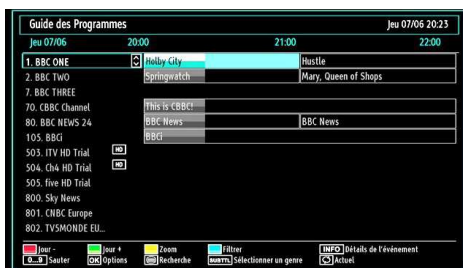 Guide des Programmes Jeu 07/06 20:23
Jeu 07/06 20:00 21:00 22:00
1. BBC ONE Holby City Hustle
2. BBC TWO Springwatch Mary, Queen of Shops
7. BBC THREE
70. CBBC Channel This is CBBC!
80. BBC NEWS 24 BBC News BBC News
105. BBCi BBCi
503. ITV HD Trial HD
504. Ch4 HD Trial HD
505. five HD Trial
800. Sky News
801. CNBC Europe
802. TV5MONDE EU...
Jour - Jour + Zoom Filtrer INFO Détails de l'événement
0...9 Sauter OK Options Recherche SUBTTL Sélectionner un genre Actuel